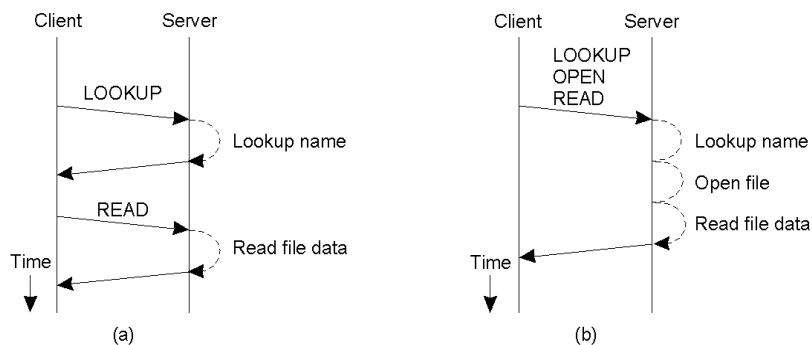 Client
Server
LOOKUP
Lookup name
READ
Read file data
Time
(a)
Client
Server
LOOKUP
OPEN
READ
Lookup name
Open file
Read file data
Time
(b)